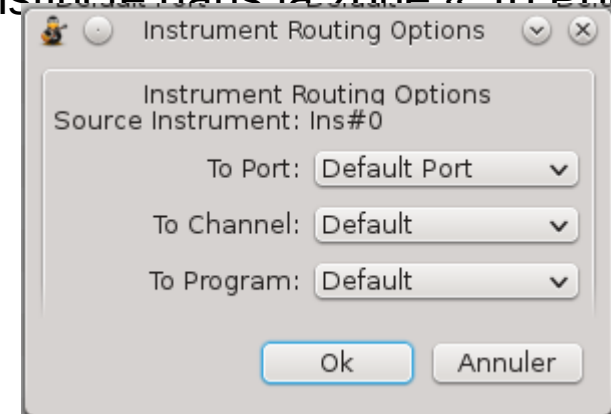 Instrument Routing Options
Instrument Routing Options
Source Instrument: Ins#0
To Port: Default Port
To Channel: Default
To Program: Default
Ok Annuler